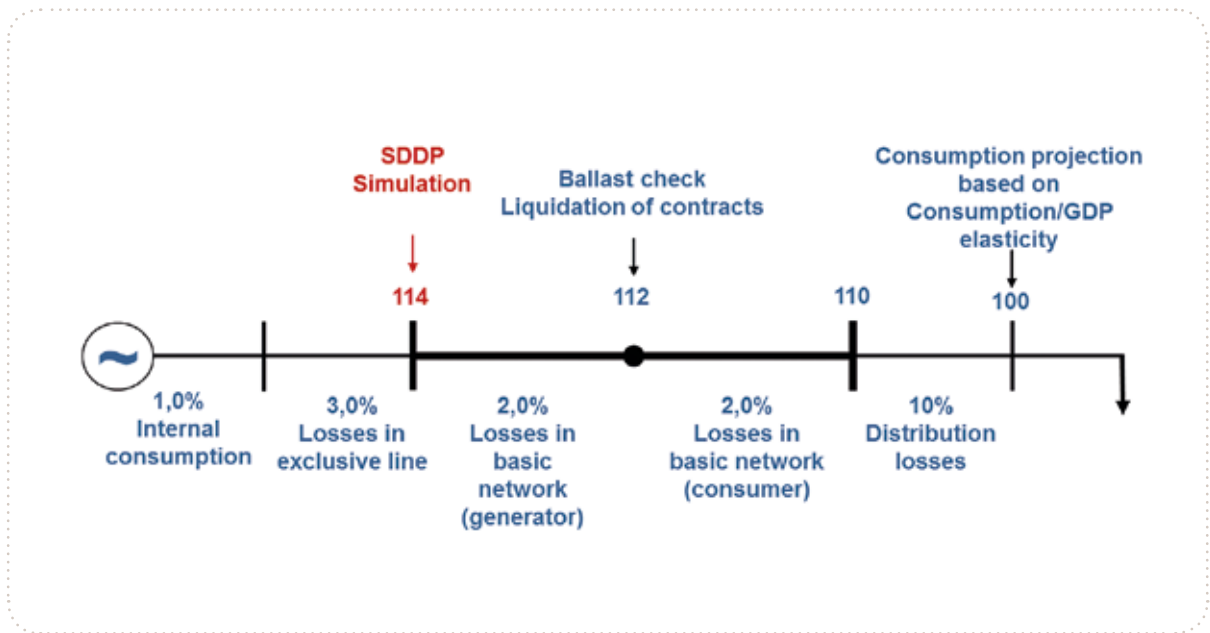 SDDP
Simulation
Ballast check
Liquidation of contracts
Consumption projection
based on
Consumption/GDP
elasticity
114
112
110
100
~
1,0%
Internal
consumption
3,0%
Losses in
exclusive line
2,0%
Losses in
basic
network
(generator)
2,0%
Losses in
basic network
(consumer)
10%
Distribution
losses